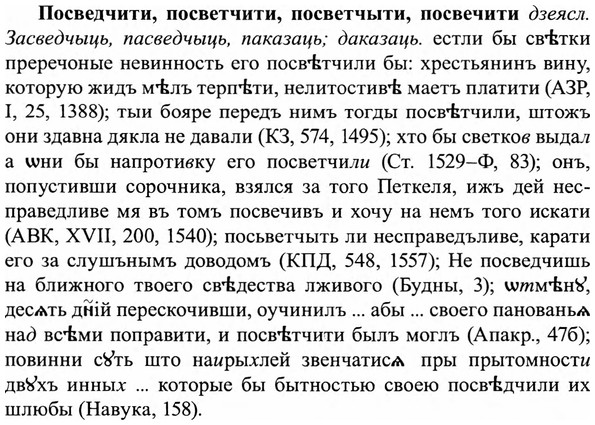 Посведчити, посветчити, посветчыти, посвечити дзеясл.
Засведчыць, пасведчыць, паказаць; даказаць. естли бы свѣтки
преречоные невинность его посвѣтчили бы: хрестьянинъ вину,
которую жидъ мѣлъ терпѣти, нелитостивѣ маетъ платити (АЗР,
I, 25, 1388); тыи бояре передъ нимъ тогды посвѣтчили, штожъ
они здавна дякла не давали (КЗ, 574, 1495); хто бы светков выдал
а ѡни бы напротивку его посветчили (Ст. 1529–Ф, 83); онъ,
попустивши сорочника, взялся за того Петкеля, ижъ дей нес-
праведливе мя въ томъ посвечивъ и хочу на немъ того искати
(АВК, XVII, 200, 1540); посьветчыть ли несправедъливе, карати
его за слушънымъ доводомъ (КПД, 548, 1557); Не посведчишь
на ближного твоего свѣдества лживого (Будны, 3); ѡтмѣнꙋ,
десѧть дн҃ій перескочивши, оучинилъ ... абы ... своего панованьѧ
над всѣми поправити, и посвѣтчити былъ моглъ (Апакр., 47б);
повинни сꙋть што наирыхлей звенчатисѧ пры прытомности
двꙋхъ инных ... которые бы бытностью своею посвѣдчили их
шлюбы (Навука, 158).